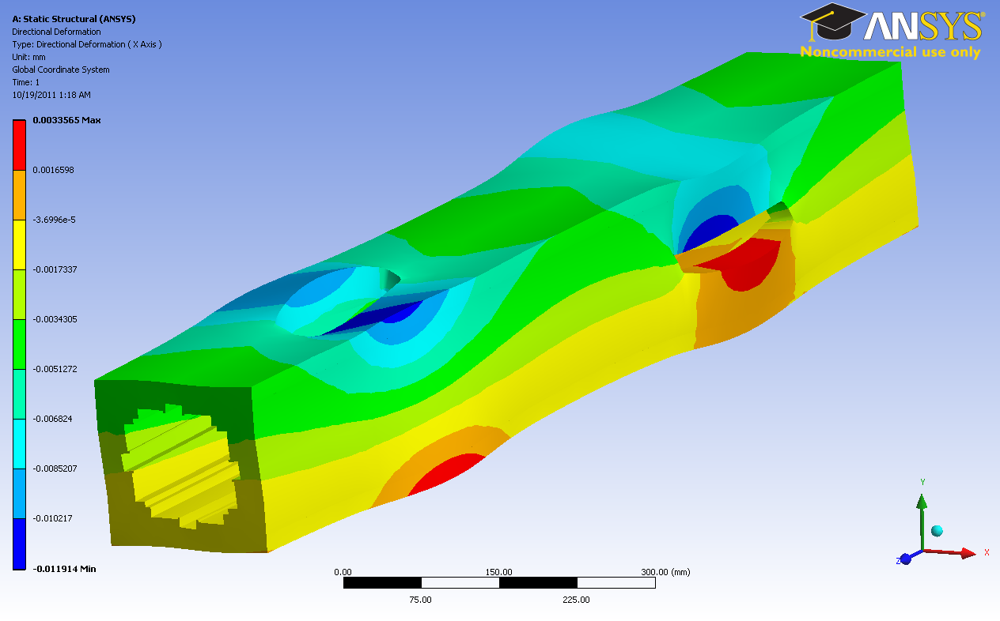 A: Static Structural (ANSYS)
Directional Deformation
Type: Directional Deformation ( X Axis )
Unit: mm
Global Coordinate System
Time: 1
10/19/2011 1:18 AM
ANSYS®
Noncommercial use only
0.0033565 Max
0.0016598
-3.6996e-5
-0.0017337
-0.0034305
-0.0051272
-0.006824
-0.0085207
-0.010217
-0.011914 Min
Y
X
Z
0.00 150.00 300.00 (mm)
75.00 225.00